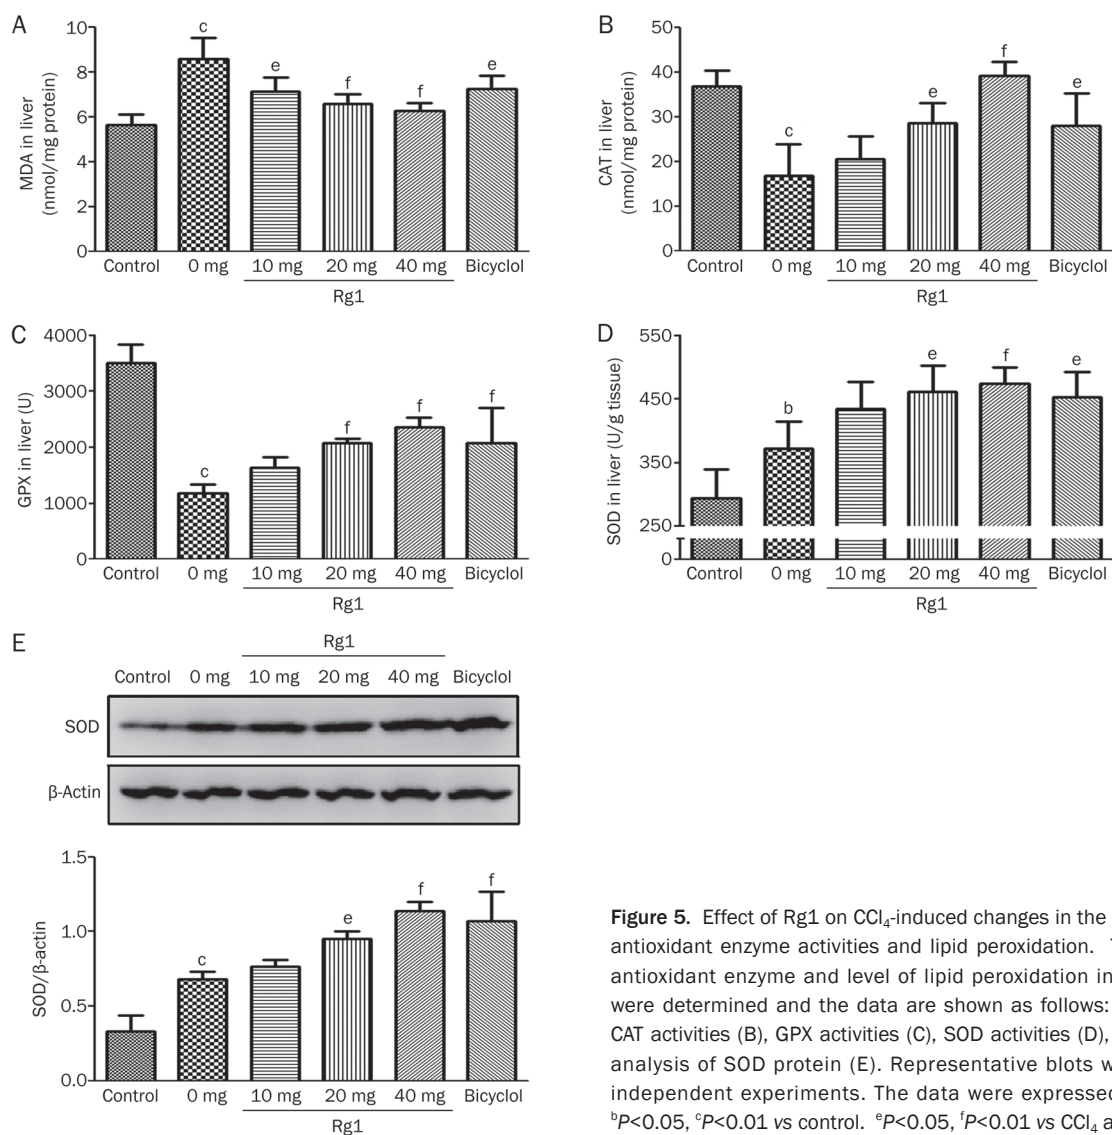 A
MDA in liver
(nmol/mg protein)
10
8
6
4
2
0
c
e
f
f
e
Control 0 mg 10 mg 20 mg 40 mg Bicyclol
Rg1
B
CAT in liver
(nmol/mg protein)
50
40
30
20
10
0
c
e
f
e
Control 0 mg 10 mg 20 mg 40 mg Bicyclol
Rg1
C
GPX in liver (U)
4000
3000
2000
1000
0
c
f
f
f
Control 0 mg 10 mg 20 mg 40 mg Bicyclol
Rg1
D
SOD in liver (U/g tissue)
550
450
350
250
0
b
e
f
e
Control 0 mg 10 mg 20 mg 40 mg Bicyclol
Rg1
E
Rg1
Control 0 mg 10 mg 20 mg 40 mg Bicyclol
SOD
β-Actin
SOD/β-actin
1.5
1.0
0.5
0.0
c
e
f
f
Control 0 mg 10 mg 20 mg 40 mg Bicyclol
Rg1
Figure 5. Effect of Rg1 on CCl₄-induced changes in the
antioxidant enzyme activities and lipid peroxidation.
antioxidant enzyme and level of lipid peroxidation in
were determined and the data are shown as follows:
CAT activities (B), GPX activities (C), SOD activities (D),
analysis of SOD protein (E). Representative blots w
independent experiments. The data were expressed
ᵇP<0.05, ᶜP<0.01 vs control. ᵉP<0.05, ᶠP<0.01 vs CCl₄ a